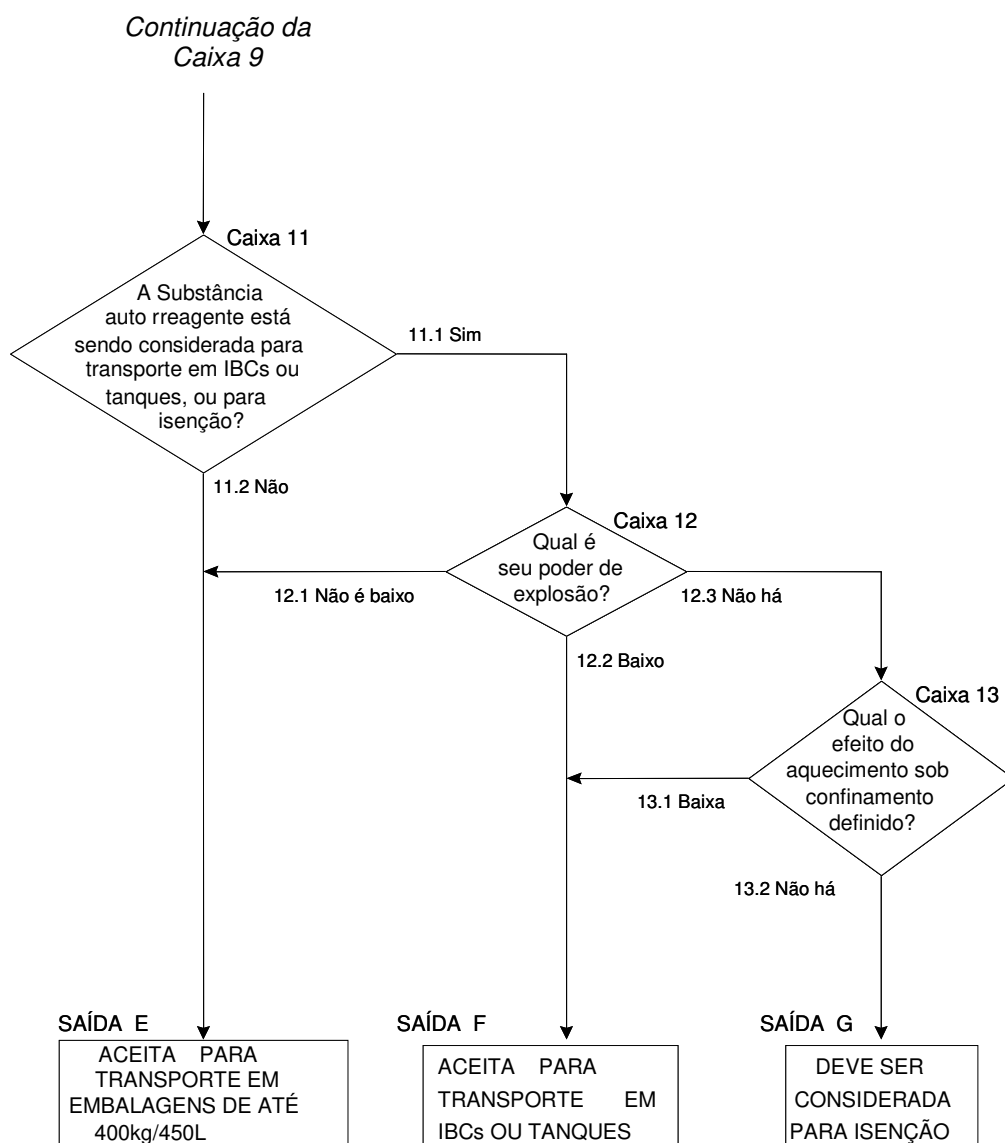 Continuação da
Caixa 9
Caixa 11
A Substância
auto rreagente está
sendo considerada para
transporte em IBCs ou
tanques, ou para
isenção?
11.1 Sim
11.2 Não
Caixa 12
Qual é
seu poder de
explosão?
12.1 Não é baixo
12.3 Não há
12.2 Baixo
Caixa 13
Qual o
efeito do
aquecimento sob
confinamento
definido?
13.1 Baixa
13.2 Não há
SAÍDA E
ACEITA PARA
TRANSPORTE EM
EMBALAGENS DE ATÉ
400kg/450L
SAÍDA F
ACEITA PARA
TRANSPORTE EM
IBCs OU TANQUES
SAÍDA G
DEVE SER
CONSIDERADA
PARA ISENÇÃO